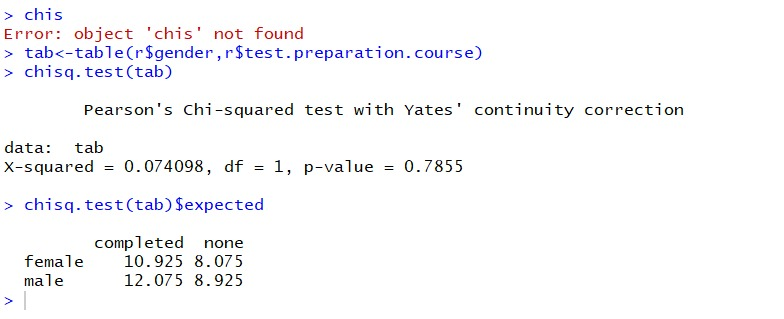 > chis
Error: object 'chis' not found
> tab<-table(r$gender,r$test.preparation.course)
> chisq.test(tab)
Pearson's Chi-squared test with Yates' continuity correction
data:  tab
X-squared = 0.074098, df = 1, p-value = 0.7855
> chisq.test(tab)$expected
completed  none
female    10.925 8.075
male      12.075 8.925
>